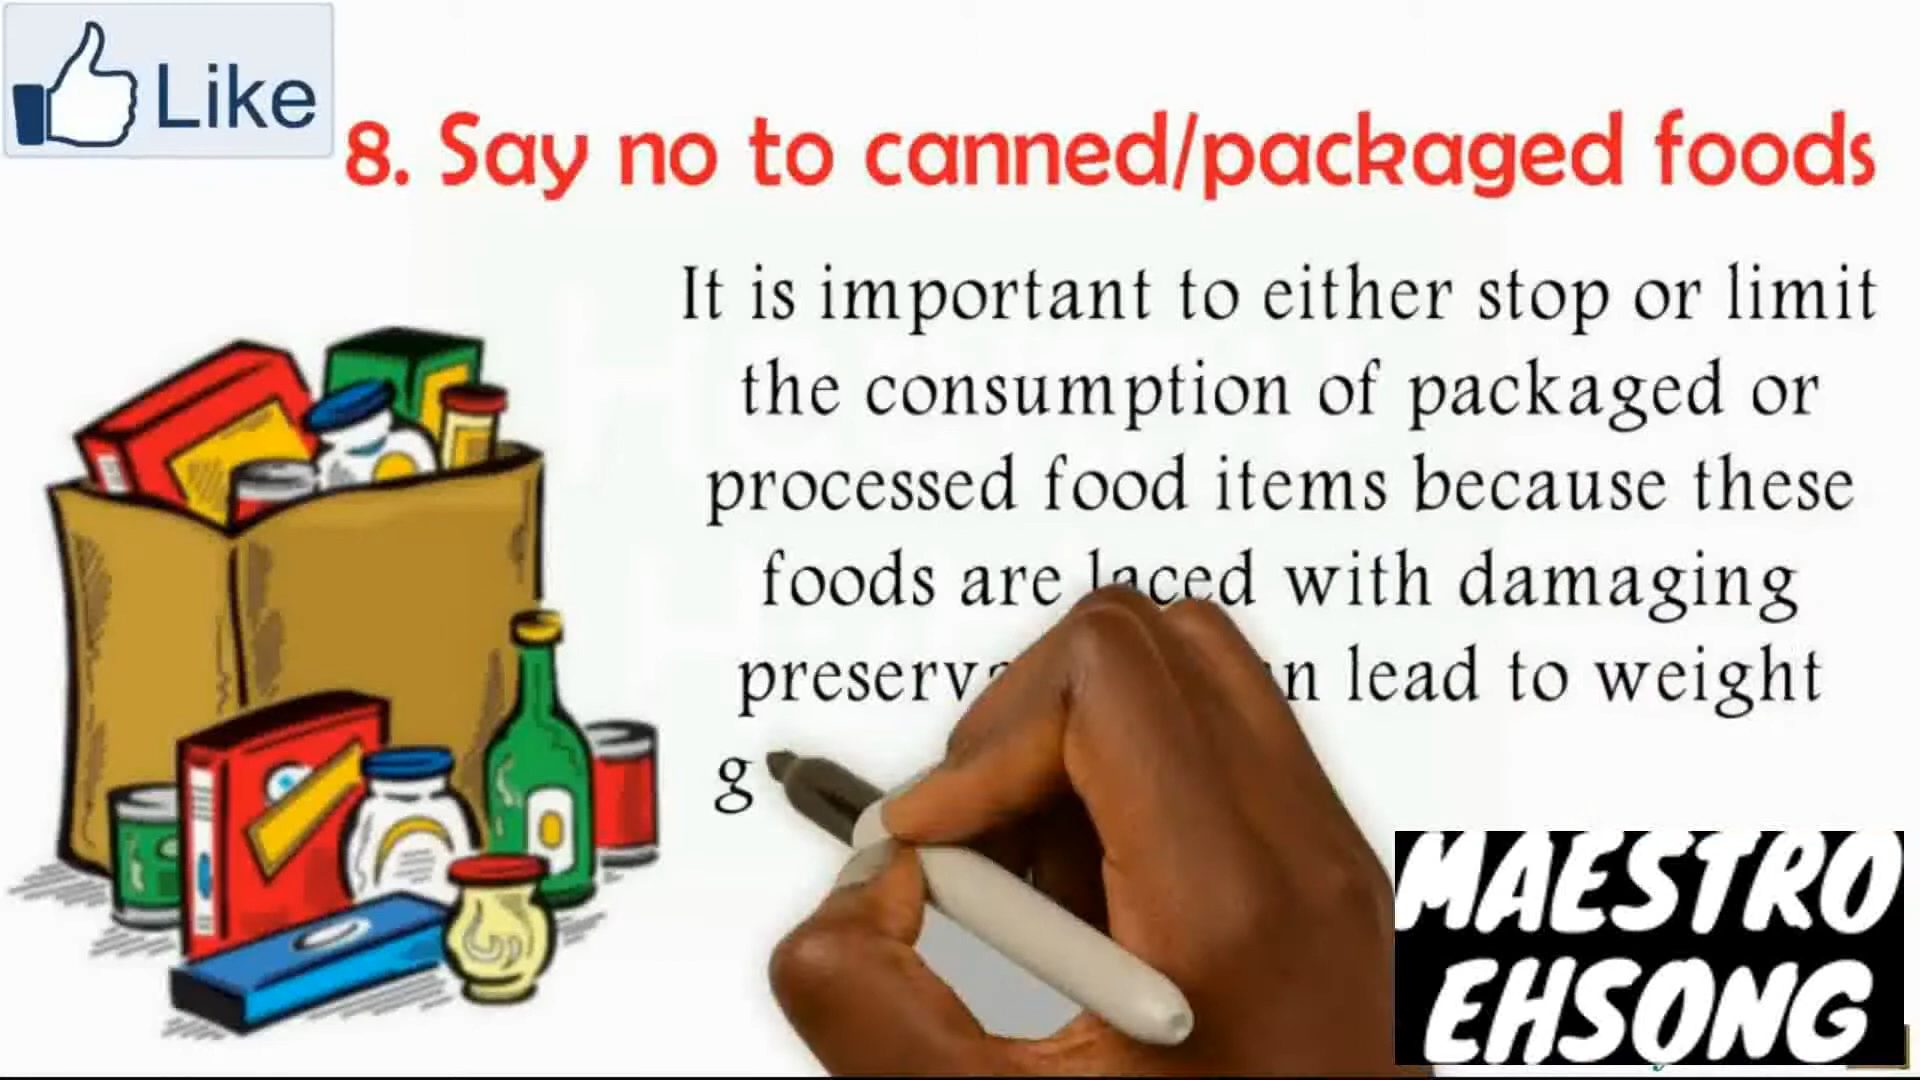 Like
8. Say no to canned/packaged foods
It is important to either stop or limit
the consumption of packaged or
processed food items because these
foods are laced with damaging
lead to weight
g
MAESTRO
EHSONG